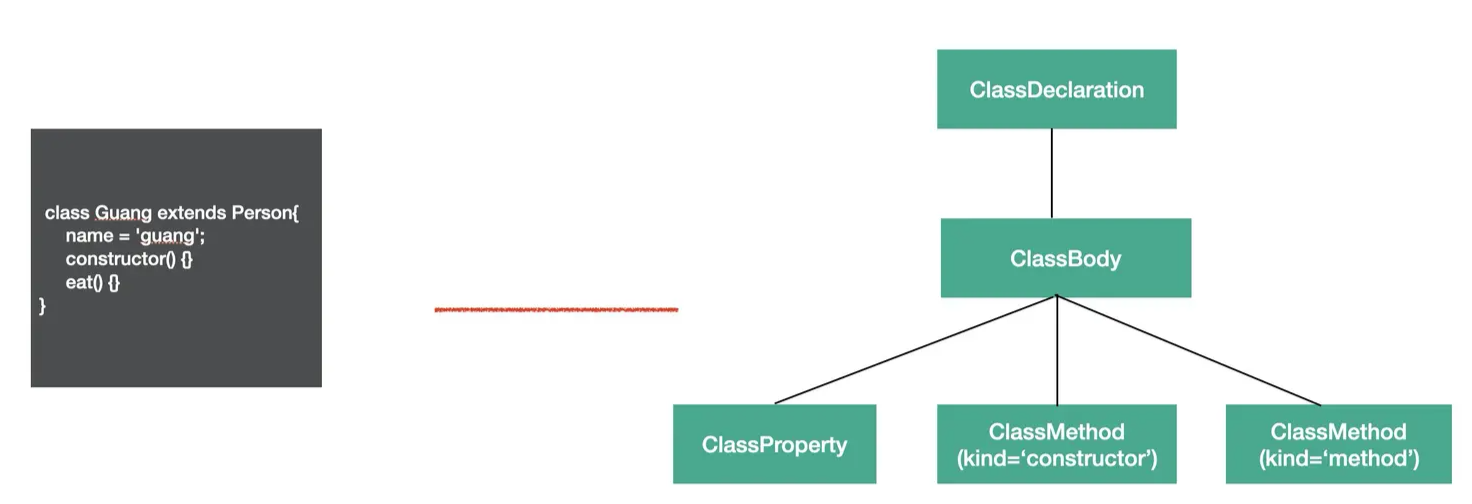 class Guang extends Person{
name = 'guang';
constructor() {}
eat() {}
}
ClassDeclaration
ClassBody
ClassProperty
ClassMethod
(kind=‘constructor’)
ClassMethod
(kind=‘method’)